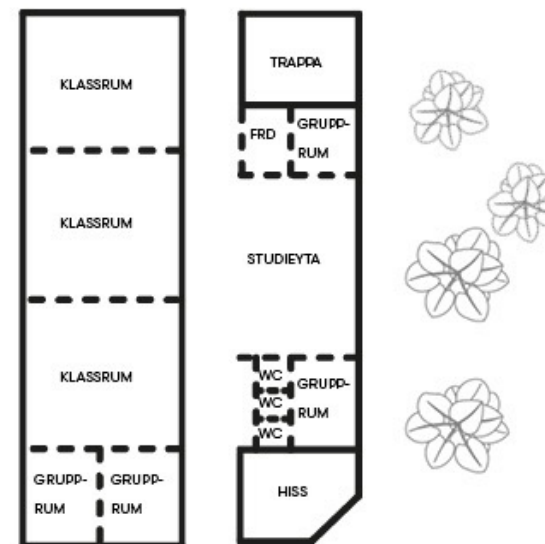 KLASSRUM
KLASSRUM
KLASSRUM
GRUPP-
RUM
GRUPP-
RUM
TRAPPA
FRD
GRUPP-
RUM
STUDIEYTA
WC
WC
WC
GRUPP-
RUM
HISS